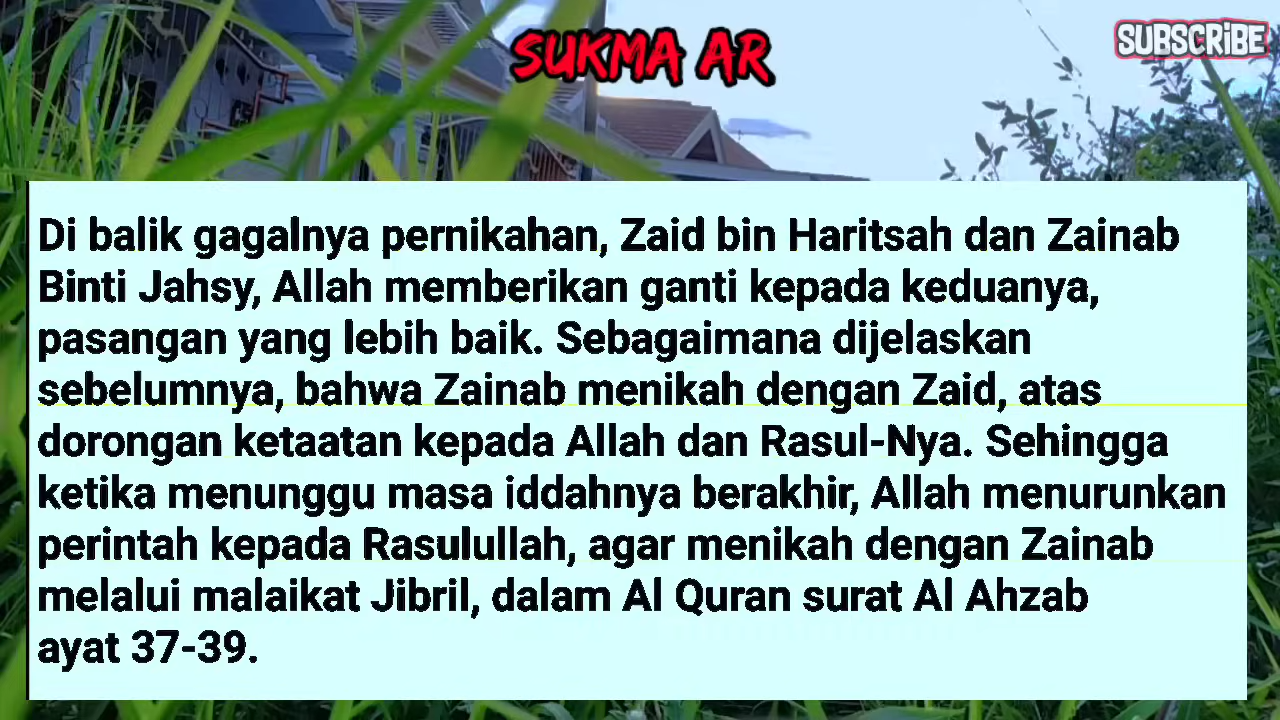 SUKMA AR
SUBSCRiBE
Di balik gagalnya pernikahan, Zaid bin Haritsah dan Zainab
Binti Jahsy, Allah memberikan ganti kepada keduanya,
pasangan yang lebih baik. Sebagaimana dijelaskan
sebelumnya, bahwa Zainab menikah dengan Zaid, atas
dorongan ketaatan kepada Allah dan Rasul-Nya. Sehingga
ketika menunggu masa iddahnya berakhir, Allah menurunkan
perintah kepada Rasulullah, agar menikah dengan Zainab
melalui malaikat Jibril, dalam Al Quran surat Al Ahzab
ayat 37-39.